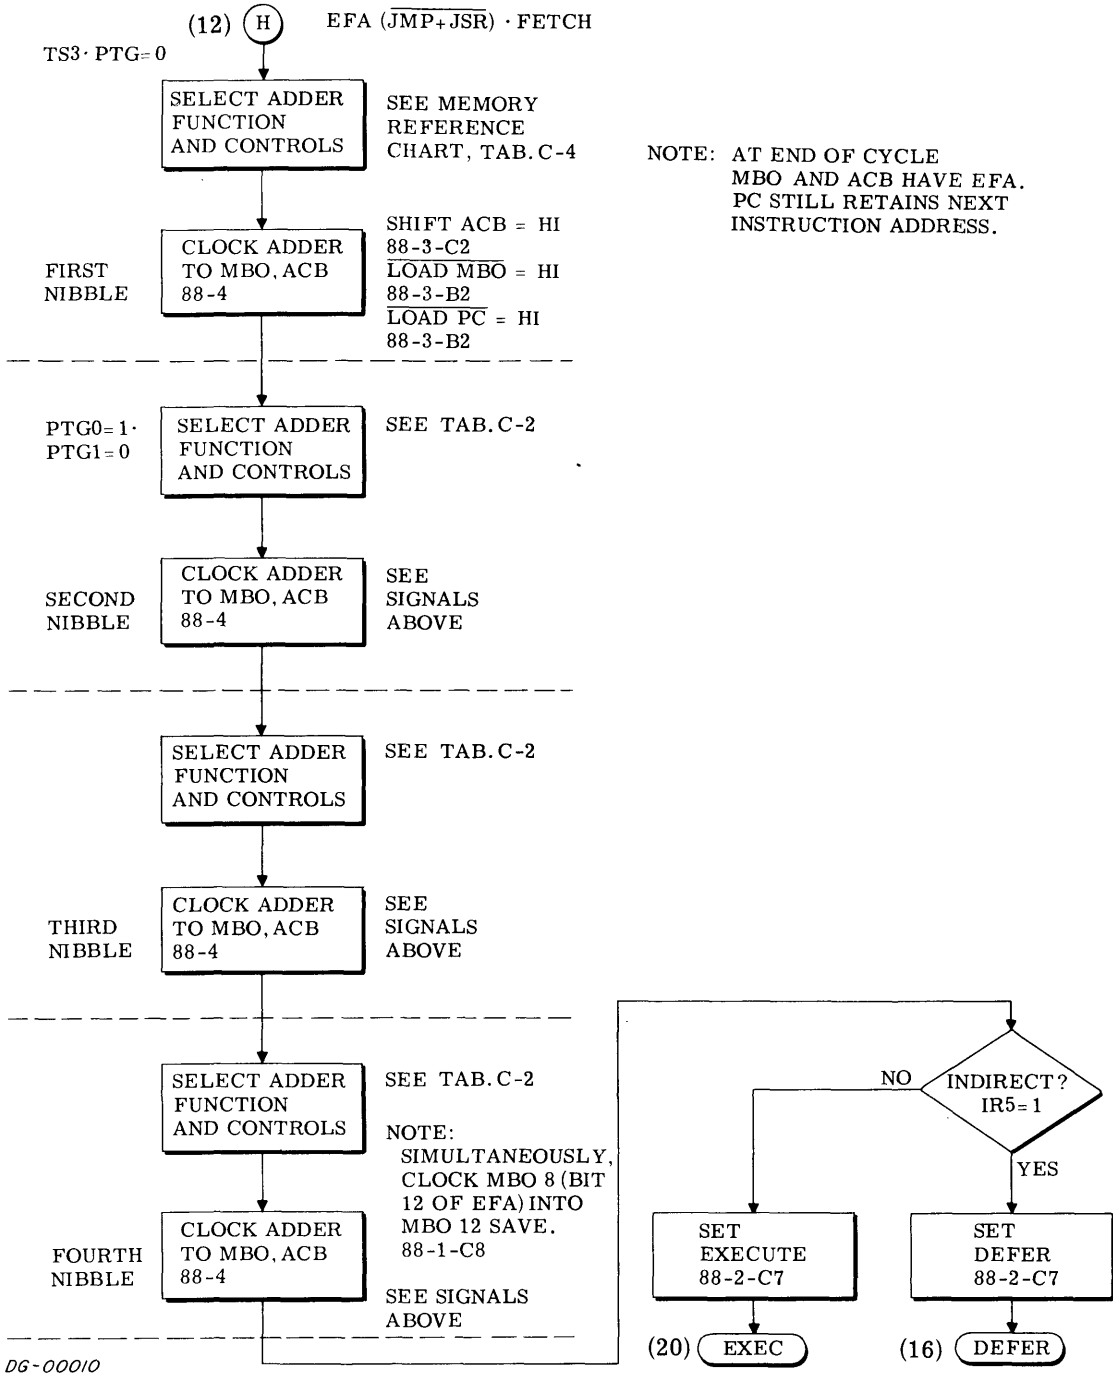 (12) H EFA (JMP+JSR) · FETCH
TS3 · PTG=0
SELECT ADDER
FUNCTION
AND CONTROLS
SEE MEMORY
REFERENCE
CHART, TAB. C-4
NOTE: AT END OF CYCLE
MBO AND ACB HAVE EFA.
PC STILL RETAINS NEXT
INSTRUCTION ADDRESS.
FIRST
NIBBLE
CLOCK ADDER
TO MBO, ACB
88-4
SHIFT ACB = HI
88-3-C2
LOAD MBO = HI
88-3-B2
LOAD PC = HI
88-3-B2
PTG0=1·
PTG1=0
SELECT ADDER
FUNCTION
AND CONTROLS
SEE TAB. C-2
SECOND
NIBBLE
CLOCK ADDER
TO MBO, ACB
88-4
SEE
SIGNALS
ABOVE
SELECT ADDER
FUNCTION
AND CONTROLS
SEE TAB. C-2
THIRD
NIBBLE
CLOCK ADDER
TO MBO, ACB
88-4
SEE
SIGNALS
ABOVE
SELECT ADDER
FUNCTION
AND CONTROLS
SEE TAB. C-2
NOTE:
SIMULTANEOUSLY,
CLOCK MBO 8 (BIT
12 OF EFA) INTO
MBO 12 SAVE.
88-1-C8
FOURTH
NIBBLE
CLOCK ADDER
TO MBO, ACB
88-4
SEE SIGNALS
ABOVE
INDIRECT?
IR5=1
NO
YES
SET
EXECUTE
88-2-C7
SET
DEFER
88-2-C7
(20) EXEC
(16) DEFER
DG-00010